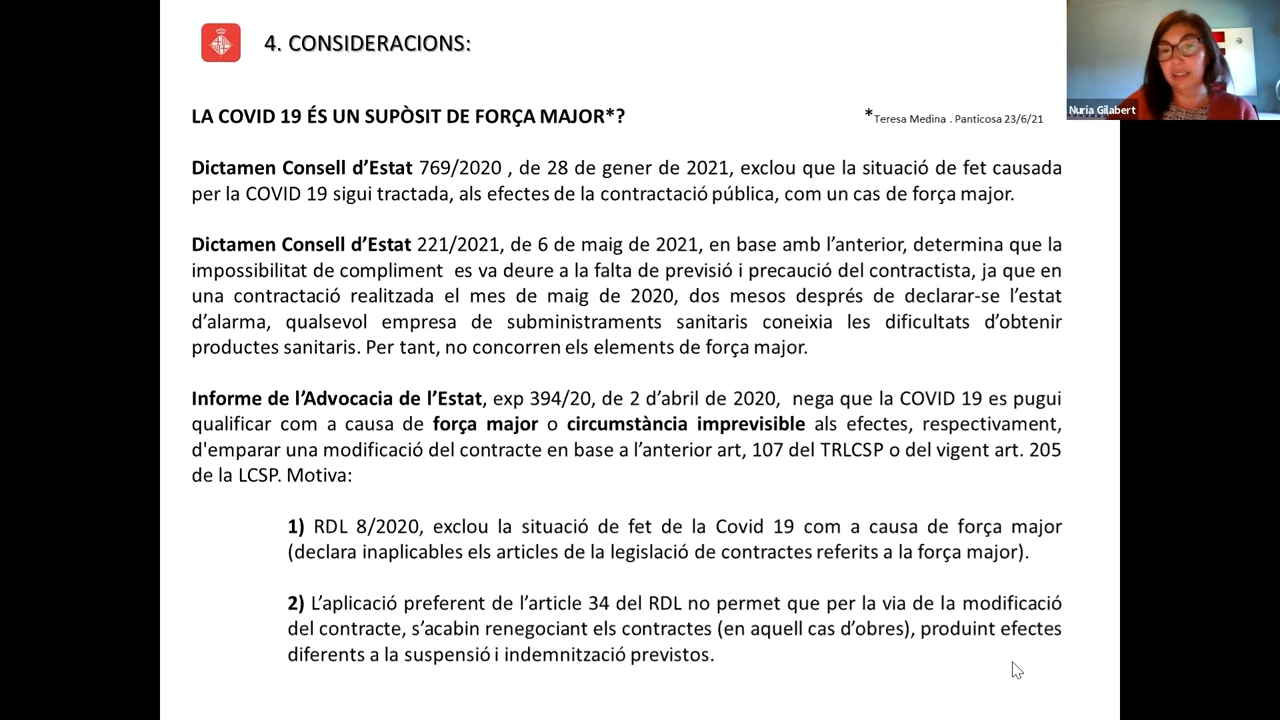 4. CONSIDERACIONS:
LA COVID 19 ÉS UN SUPÒSIT DE FORÇA MAJOR*?
*Teresa Medina . Panticosa 23/6/21
Nuria Gilabert
Dictamen Consell d’Estat 769/2020 , de 28 de gener de 2021, exclou que la situació de fet causada
per la COVID 19 sigui tractada, als efectes de la contractació pública, com un cas de força major.
Dictamen Consell d’Estat 221/2021, de 6 de maig de 2021, en base amb l’anterior, determina que la
impossibilitat de compliment es va deure a la falta de previsió i precaució del contractista, ja que en
una contractació realitzada el mes de maig de 2020, dos mesos després de declarar-se l’estat
d’alarma, qualsevol empresa de subministraments sanitaris coneixia les dificultats d’obtenir
productes sanitaris. Per tant, no concorren els elements de força major.
Informe de l’Advocacia de l’Estat, exp 394/20, de 2 d’abril de 2020, nega que la COVID 19 es pugui
qualificar com a causa de força major o circumstància imprevisible als efectes, respectivament,
d'emparar una modificació del contracte en base a l’anterior art, 107 del TRLCSP o del vigent art. 205
de la LCSP. Motiva:
1) RDL 8/2020, exclou la situació de fet de la Covid 19 com a causa de força major
(declara inaplicables els articles de la legislació de contractes referits a la força major).
2) L’aplicació preferent de l’article 34 del RDL no permet que per la via de la modificació
del contracte, s’acabin renegociant els contractes (en aquell cas d’obres), produint efectes
diferents a la suspensió i indemnització previstos.